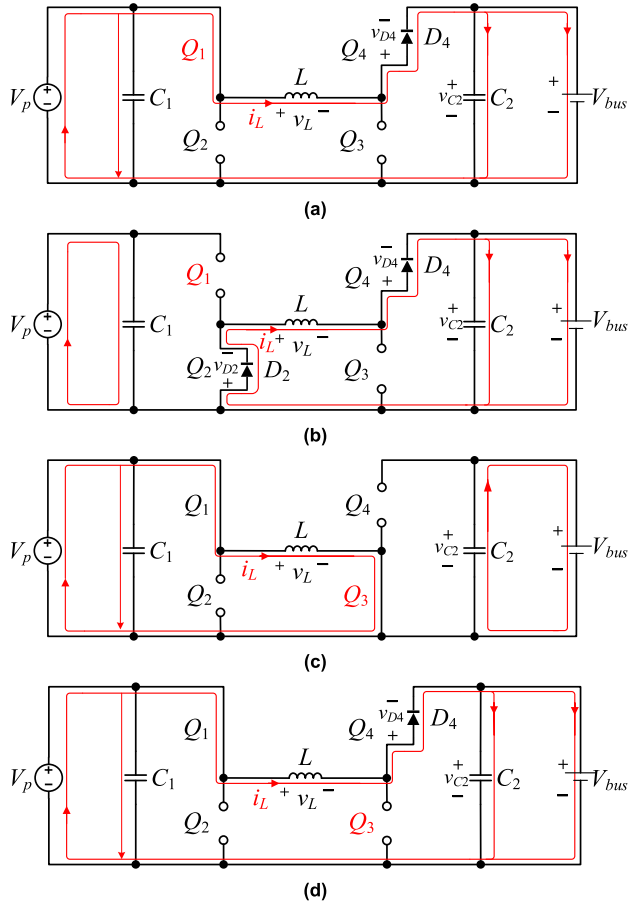 Q1 Q4 vD4 − + D4
Vp + − C1 L vC2 + − C2 + − Vbus
iL + vL −
Q2 Q3
(a)
Q1 Q4 vD4 − + D4
Vp + − C1 L vC2 + − C2 + − Vbus
iL + vL −
Q2 vD2 − + D2 Q3
(b)
Q1 Q4
Vp + − C1 L vC2 + − C2 + − Vbus
iL + vL −
Q2 Q3
(c)
Q1 Q4 vD4 − + D4
Vp + − C1 L vC2 + − C2 + − Vbus
iL + vL −
Q2 Q3
(d)